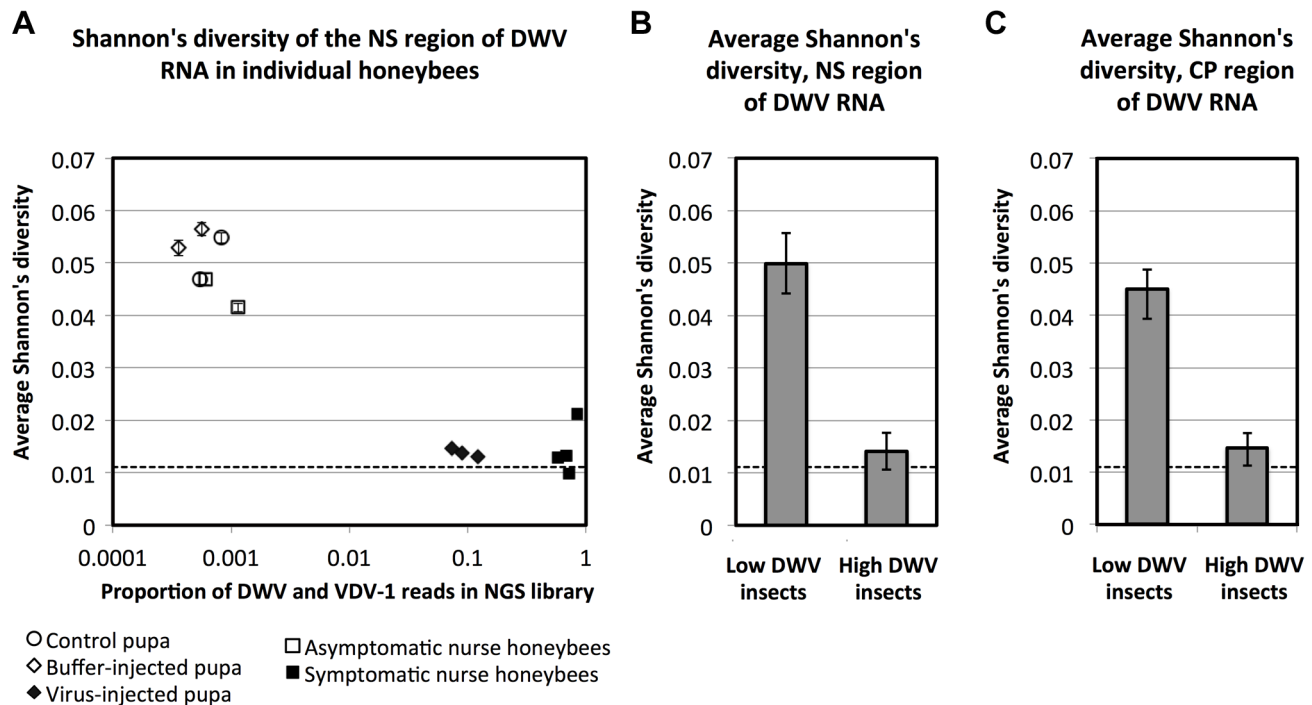 A
Shannon's diversity of the NS region of DWV
RNA in individual honeybees
Average Shannon's diversity
0.07
0.06
0.05
0.04
0.03
0.02
0.01
0
0.0001
0.001
0.01
0.1
1
Proportion of DWV and VDV-1 reads in NGS library
Control pupa
Buffer-injected pupa
Virus-injected pupa
Asymptomatic nurse honeybees
Symptomatic nurse honeybees
B
Average Shannon's
diversity, NS region
of DWV RNA
Average Shannon's diversity
0.07
0.06
0.05
0.04
0.03
0.02
0.01
0
Low DWV
insects
High DWV
insects
C
Average Shannon's
diversity, CP region
of DWV RNA
Average Shannon's diversity
0.07
0.06
0.05
0.04
0.03
0.02
0.01
0
Low DWV
insects
High DWV
insects